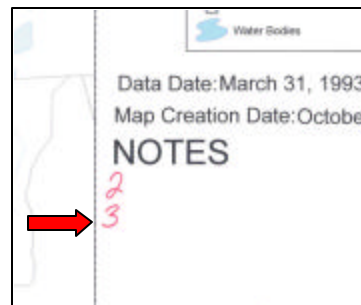 Water Bodies
Data Date:March 31, 1993
Map Creation Date:Octobe
NOTES
2
3